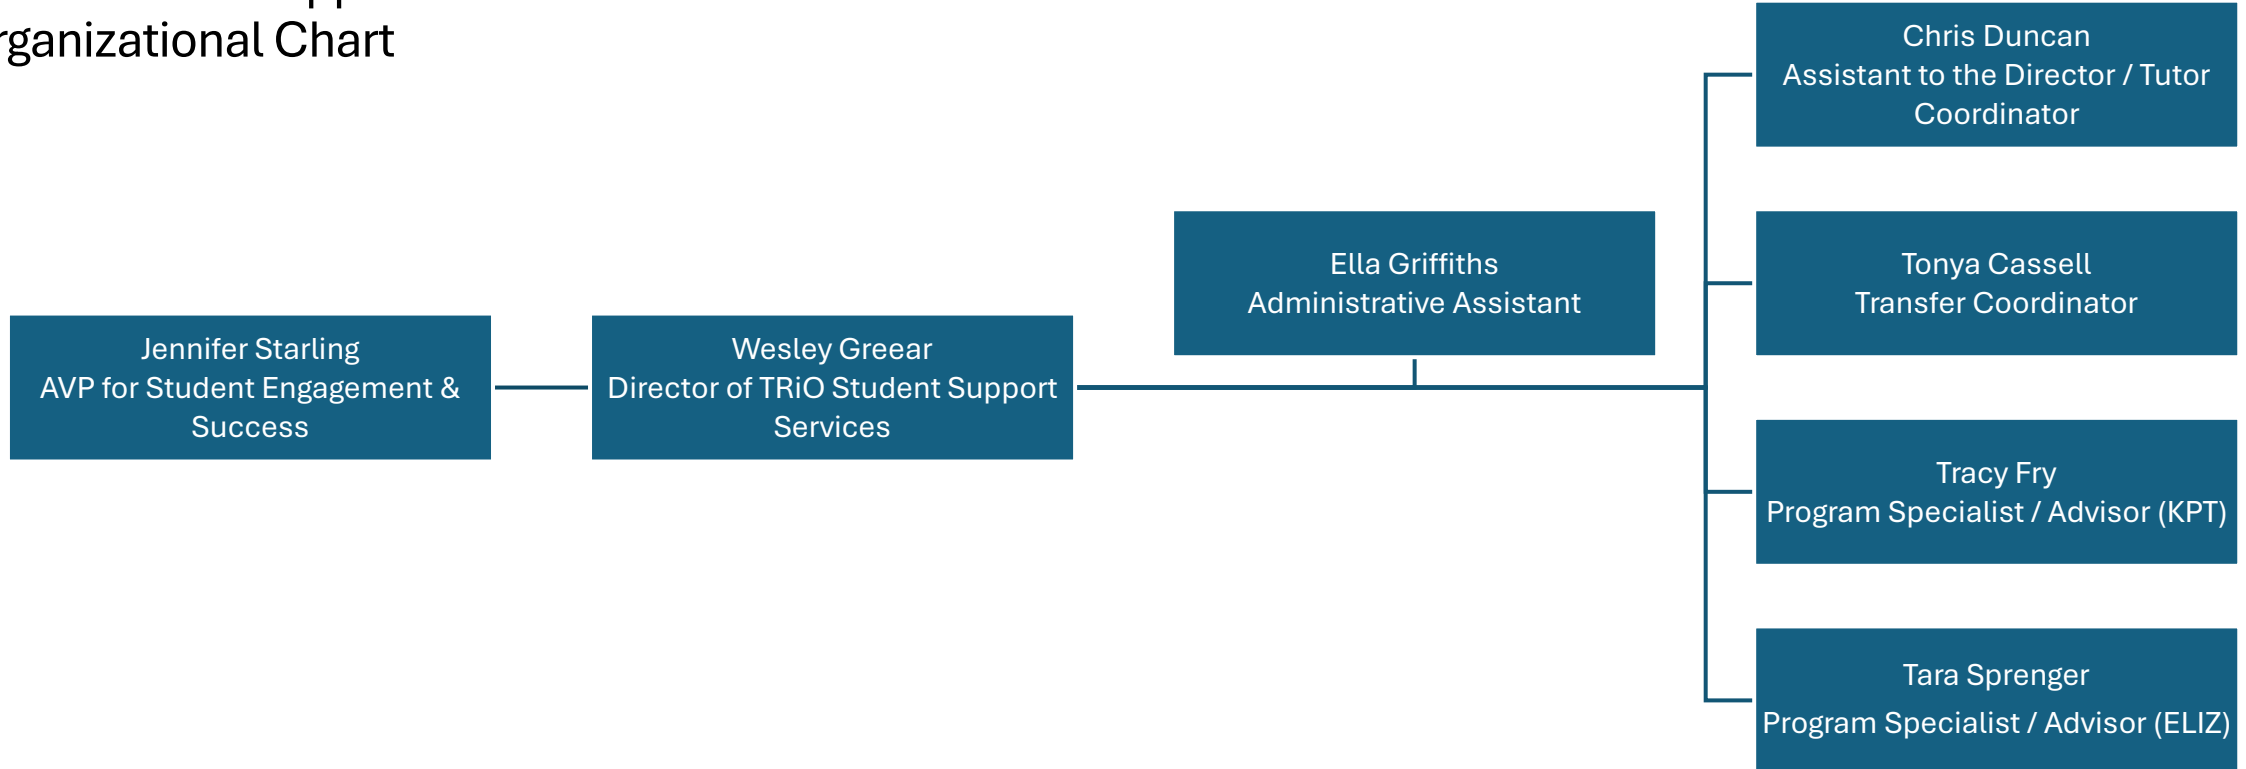 rganizational Chart
Chris Duncan
Assistant to the Director / Tutor
Coordinator
Ella Griffiths
Administrative Assistant
Tonya Cassell
Transfer Coordinator
Jennifer Starling
AVP for Student Engagement &
Success
Wesley Greear
Director of TRiO Student Support
Services
Tracy Fry
Program Specialist / Advisor (KPT)
Tara Sprenger
Program Specialist / Advisor (ELIZ)